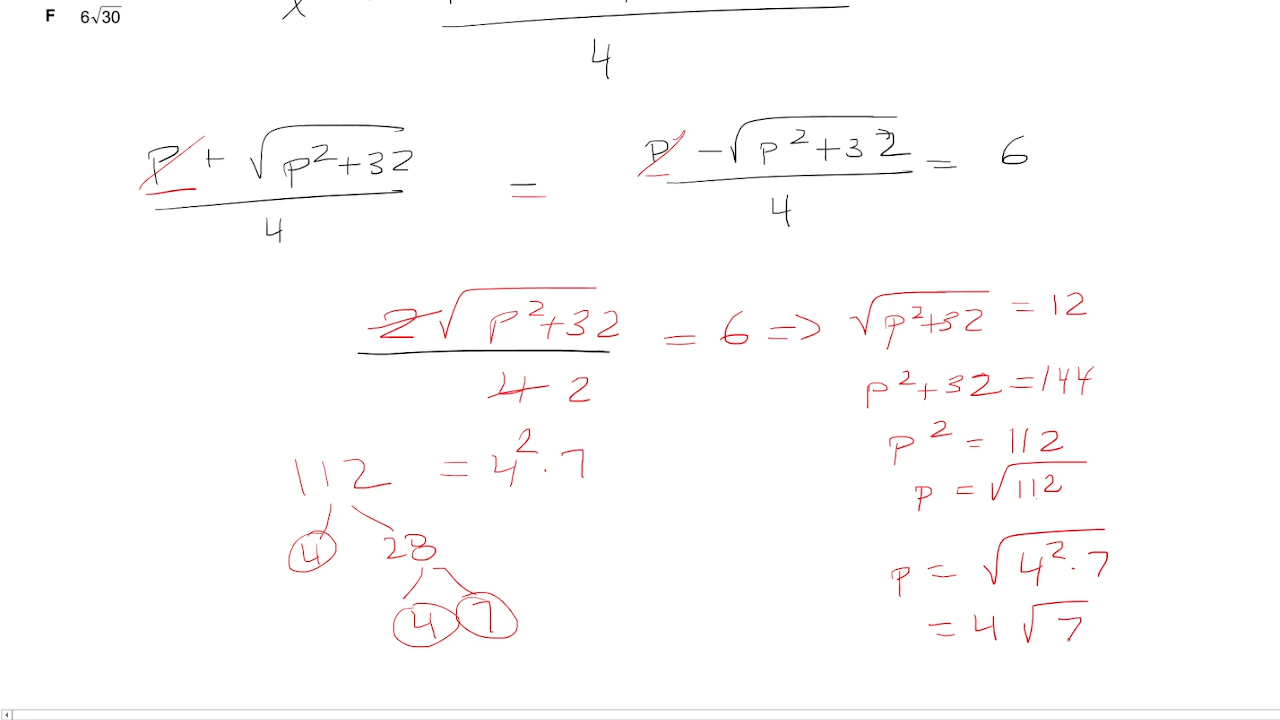 F 6√30
x
4
p + √(p²+32) / 4 = p − √(p²+32) / 4 = 6
2√(p²+32) / 4 2 = 6 => √(p²+32) = 12
p²+32 = 144
p² = 112
p = √112
112 = 4²·7
4 28
4 7
p = √(4²·7)
= 4√7